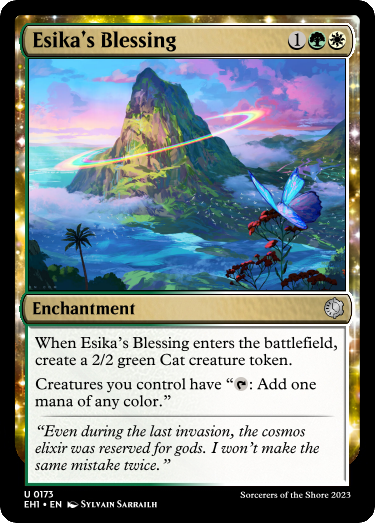 Esika's Blessing 1
Enchantment
When Esika's Blessing enters the battlefield,
create a 2/2 green Cat creature token.
Creatures you control have “: Add one
mana of any color.”
“Even during the last invasion, the cosmos
elixir was reserved for gods. I won't make the
same mistake twice.”
U 0173
EH1 • EN Sylvain Sarrailh
Sorcerers of the Shore 2023